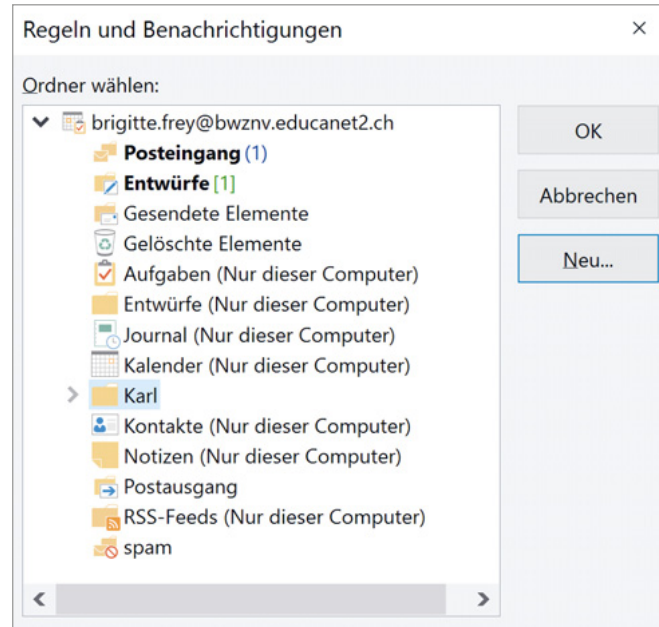 Regeln und Benachrichtigungen
Ordner wählen:
brigitte.frey@bwznv.educanet2.ch
Posteingang (1)
Entwürfe [1]
Gesendete Elemente
Gelöschte Elemente
Aufgaben (Nur dieser Computer)
Entwürfe (Nur dieser Computer)
Journal (Nur dieser Computer)
Kalender (Nur dieser Computer)
Karl
Kontakte (Nur dieser Computer)
Notizen (Nur dieser Computer)
Postausgang
RSS-Feeds (Nur dieser Computer)
spam
OK
Abbrechen
Neu...